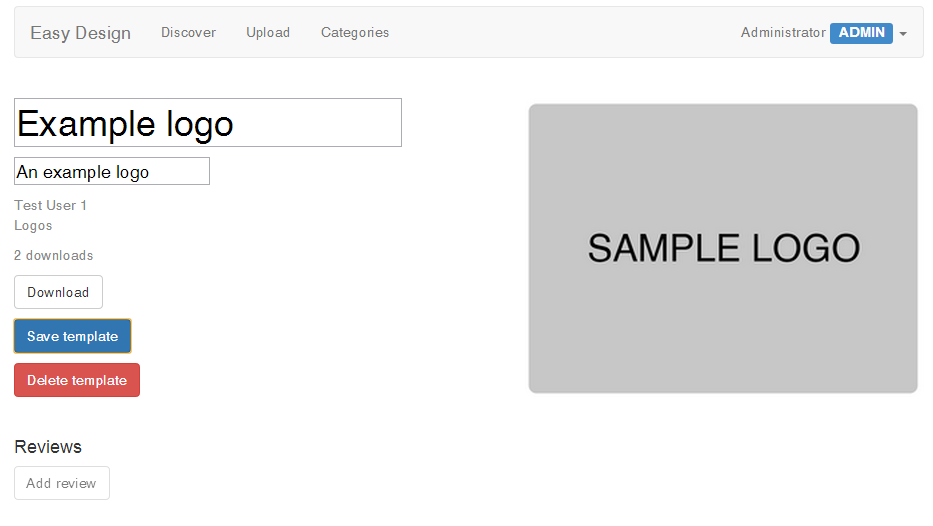 Easy Design Discover Upload Categories Administrator ADMIN
Example logo
An example logo
Test User 1
Logos
2 downloads
Download
Save template
Delete template
SAMPLE LOGO
Reviews
Add review